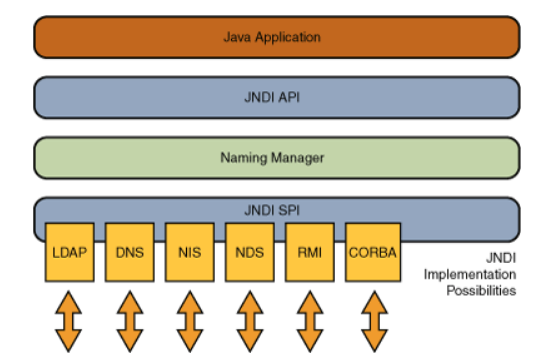 Java Application
JNDI API
Naming Manager
JNDI SPI
LDAP DNS NIS NDS RMI CORBA
JNDI
Implementation
Possibilities